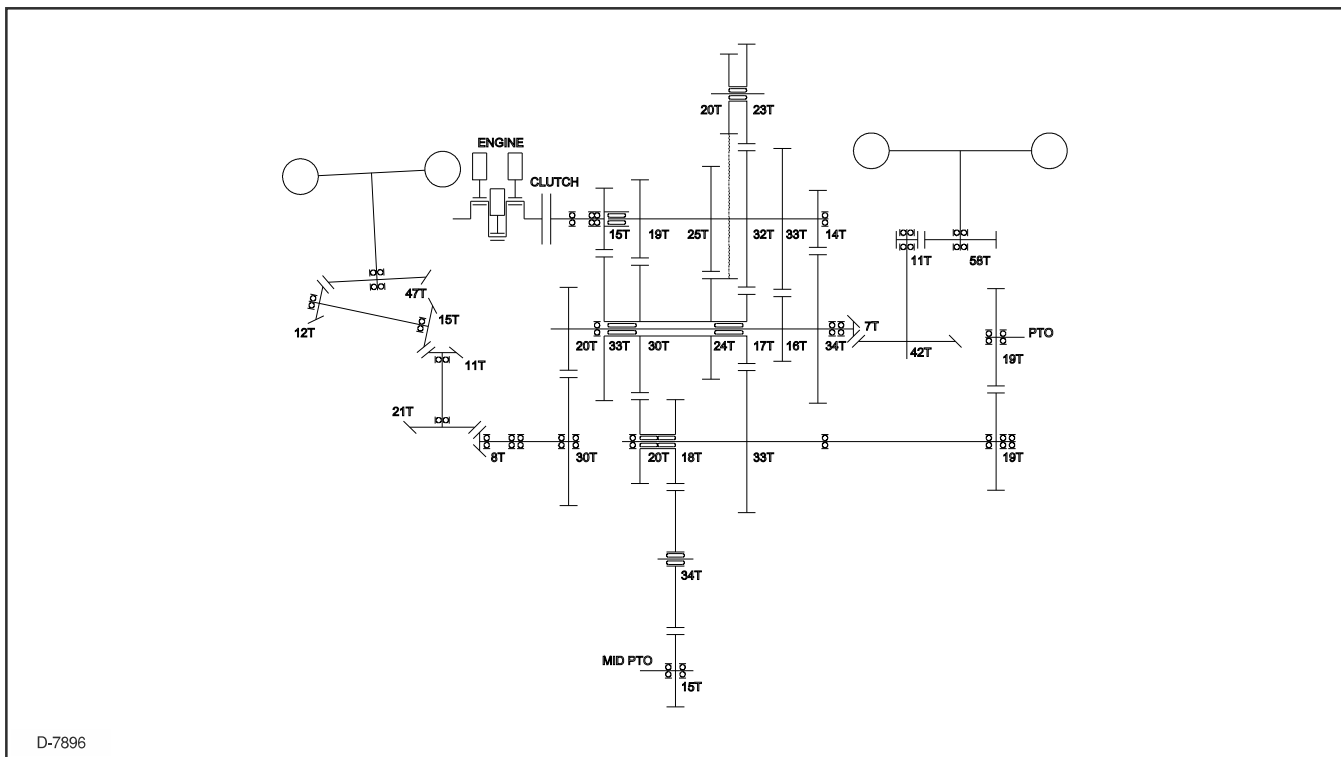 20T 23T
ENGINE
CLUTCH
15T 19T 25T 32T 33T 14T
11T 58T
47T
15T
12T
20T 33T 30T 24T 17T 16T 34T 7T
PTO
42T 19T
11T
21T
8T 30T 20T 18T 33T 19T
34T
MID PTO
15T
D-7896